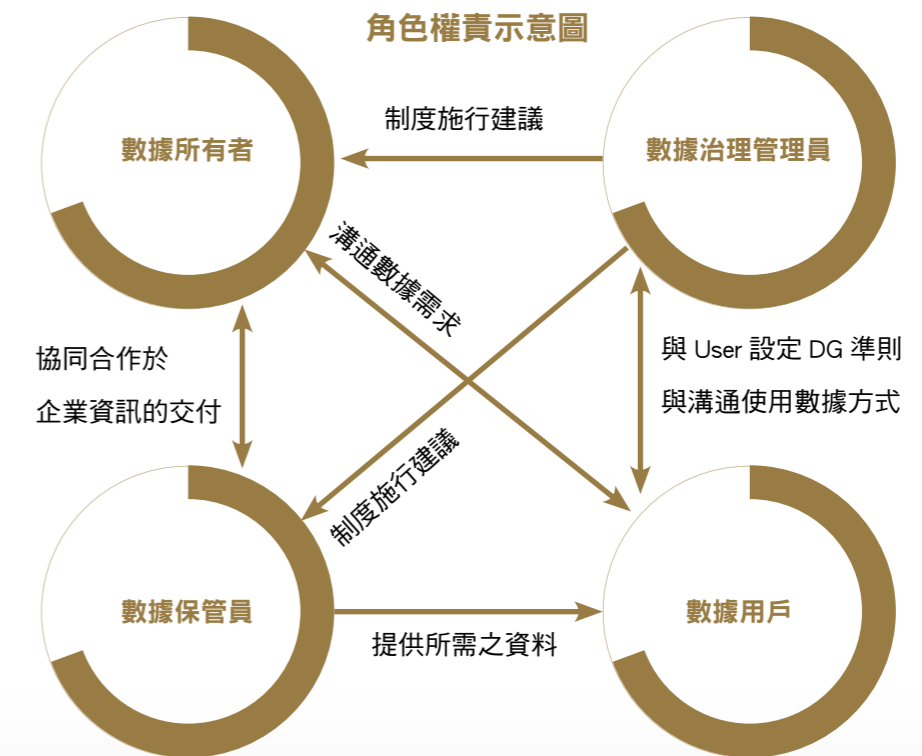 角色權責示意圖
數據所有者
制度施行建議
數據治理管理員
溝通數據需求
協同合作於
企業資訊的交付
與 User 設定 DG 準則
與溝通使用數據方式
制度施行建議
數據保管員
提供所需之資料
數據用戶